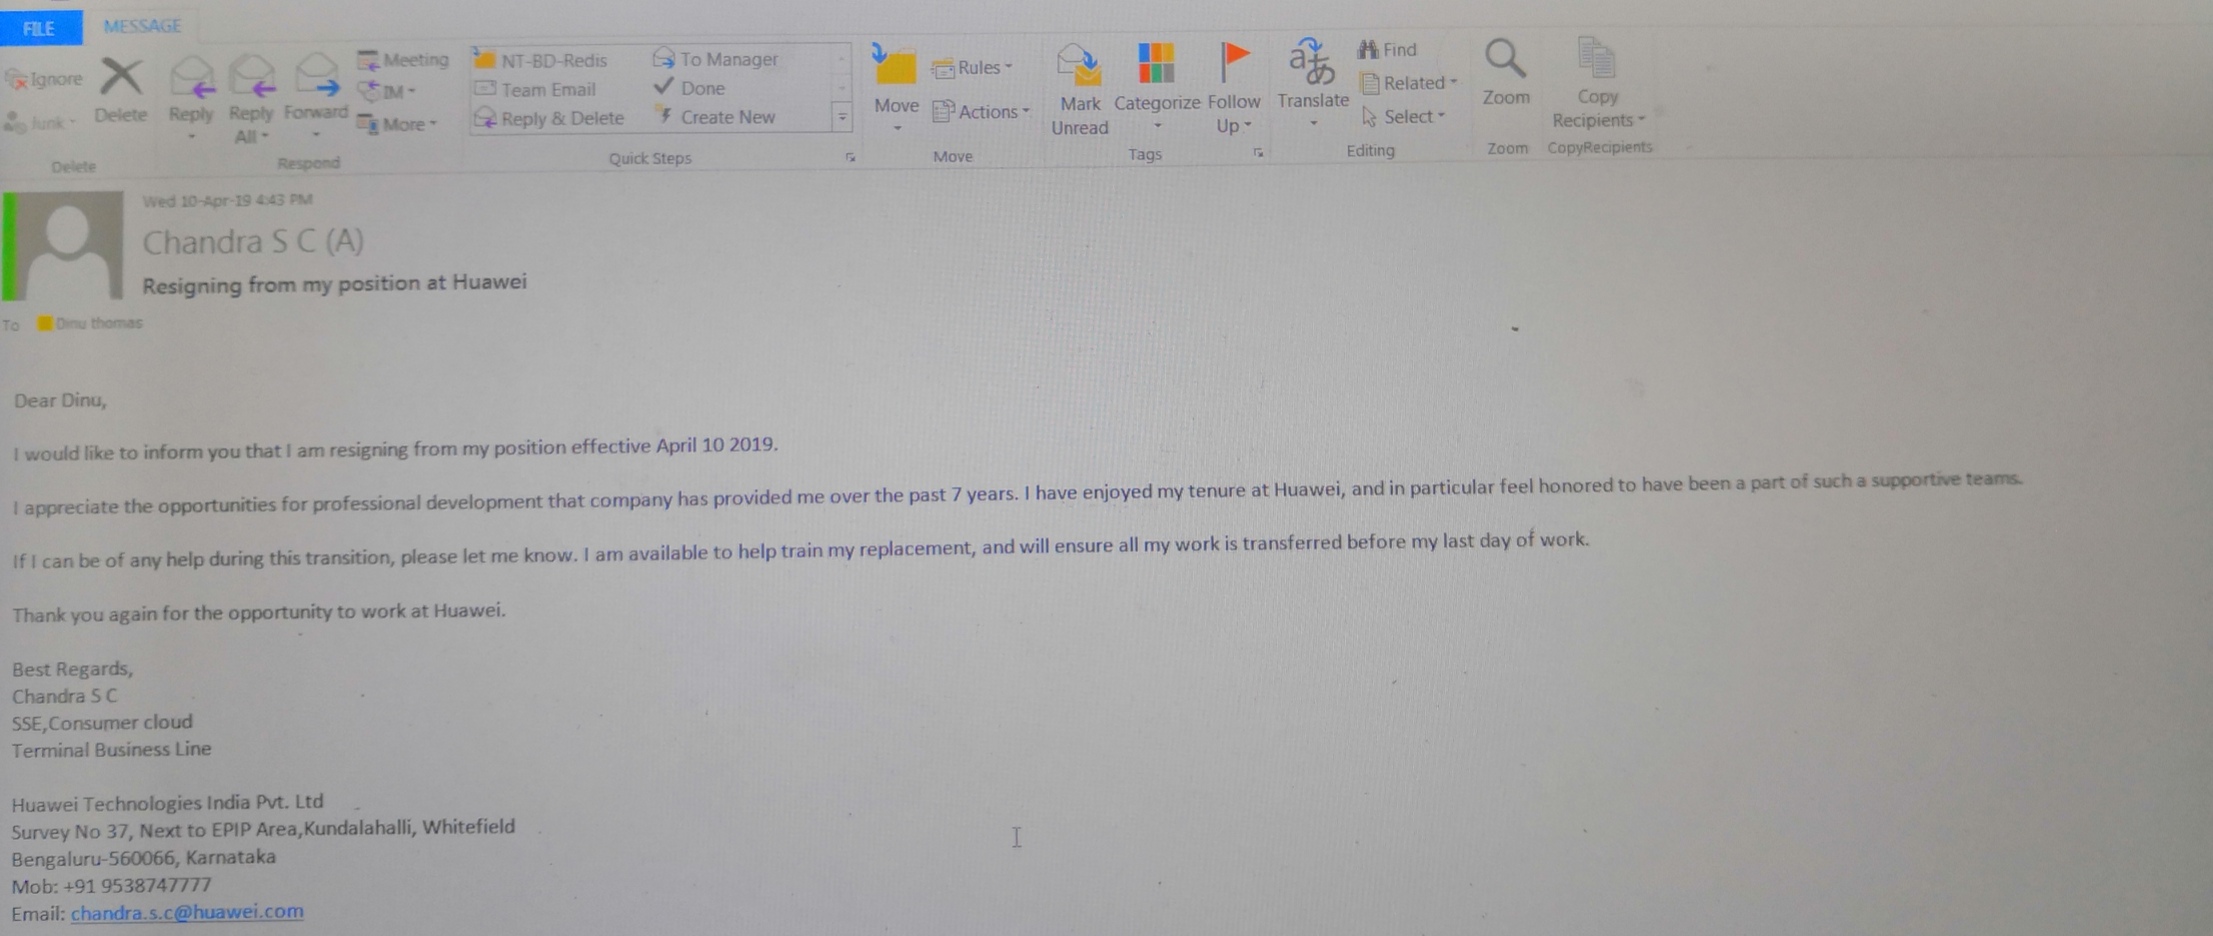 FILE MESSAGE
Ignore
Junk
Delete
Delete
Reply
Reply All
Forward
Meeting
IM
More
Respond
NT-BD-Redis
Team Email
Reply & Delete
To Manager
Done
Create New
Quick Steps
Move
Rules
Actions
Move
Mark Unread
Categorize
Follow Up
Tags
Translate
Find
Related
Select
Editing
Zoom
Zoom
Copy Recipients
CopyRecipients
Wed 10-Apr-19 4:43 PM
Chandra S C (A)
Resigning from my position at Huawei
To Dinu thomas
Dear Dinu,
I would like to inform you that I am resigning from my position effective April 10 2019.
I appreciate the opportunities for professional development that company has provided me over the past 7 years. I have enjoyed my tenure at Huawei, and in particular feel honored to have been a part of such a supportive teams.
If I can be of any help during this transition, please let me know. I am available to help train my replacement, and will ensure all my work is transferred before my last day of work.
Thank you again for the opportunity to work at Huawei.
Best Regards,
Chandra S C
SSE,Consumer cloud
Terminal Business Line
Huawei Technologies India Pvt. Ltd
Survey No 37, Next to EPIP Area,Kundalahalli, Whitefield
Bengaluru-560066, Karnataka
Mob: +91 9538747777
Email: chandra.s.c@huawei.com